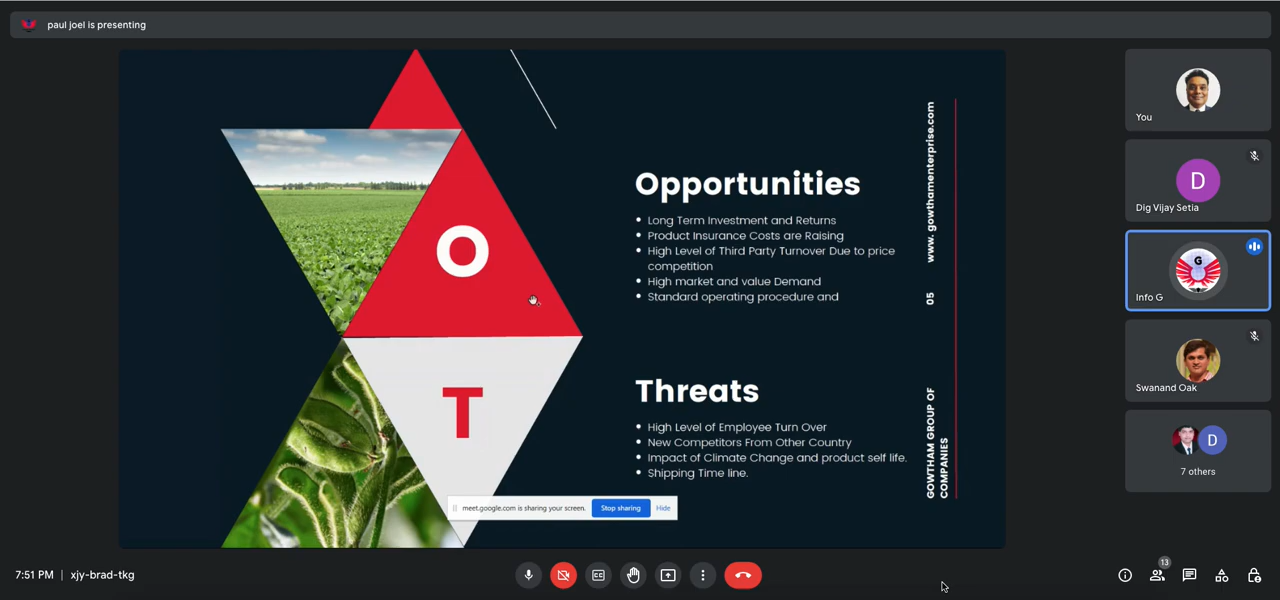 paul joel is presenting
O
T
Opportunities
Long Term Investment and Returns
Product Insurance Costs are Raising
High Level of Third Party Turnover Due to price
competition
High market and value Demand
Standard operating procedure and
Threats
High Level of Employee Turn Over
New Competitors From Other Country
Impact of Climate Change and product self life.
Shipping Time line.
www. gowthamenterprise.com
05
GOWTHAM GROUP OF
COMPANIES
meet.google.com is sharing your screen.
Stop sharing
Hide
You
D
Dig Vijay Setia
G
Info G
Swanand Oak
D
7 others
7:51 PM | xjy-brad-tkg
CC
13